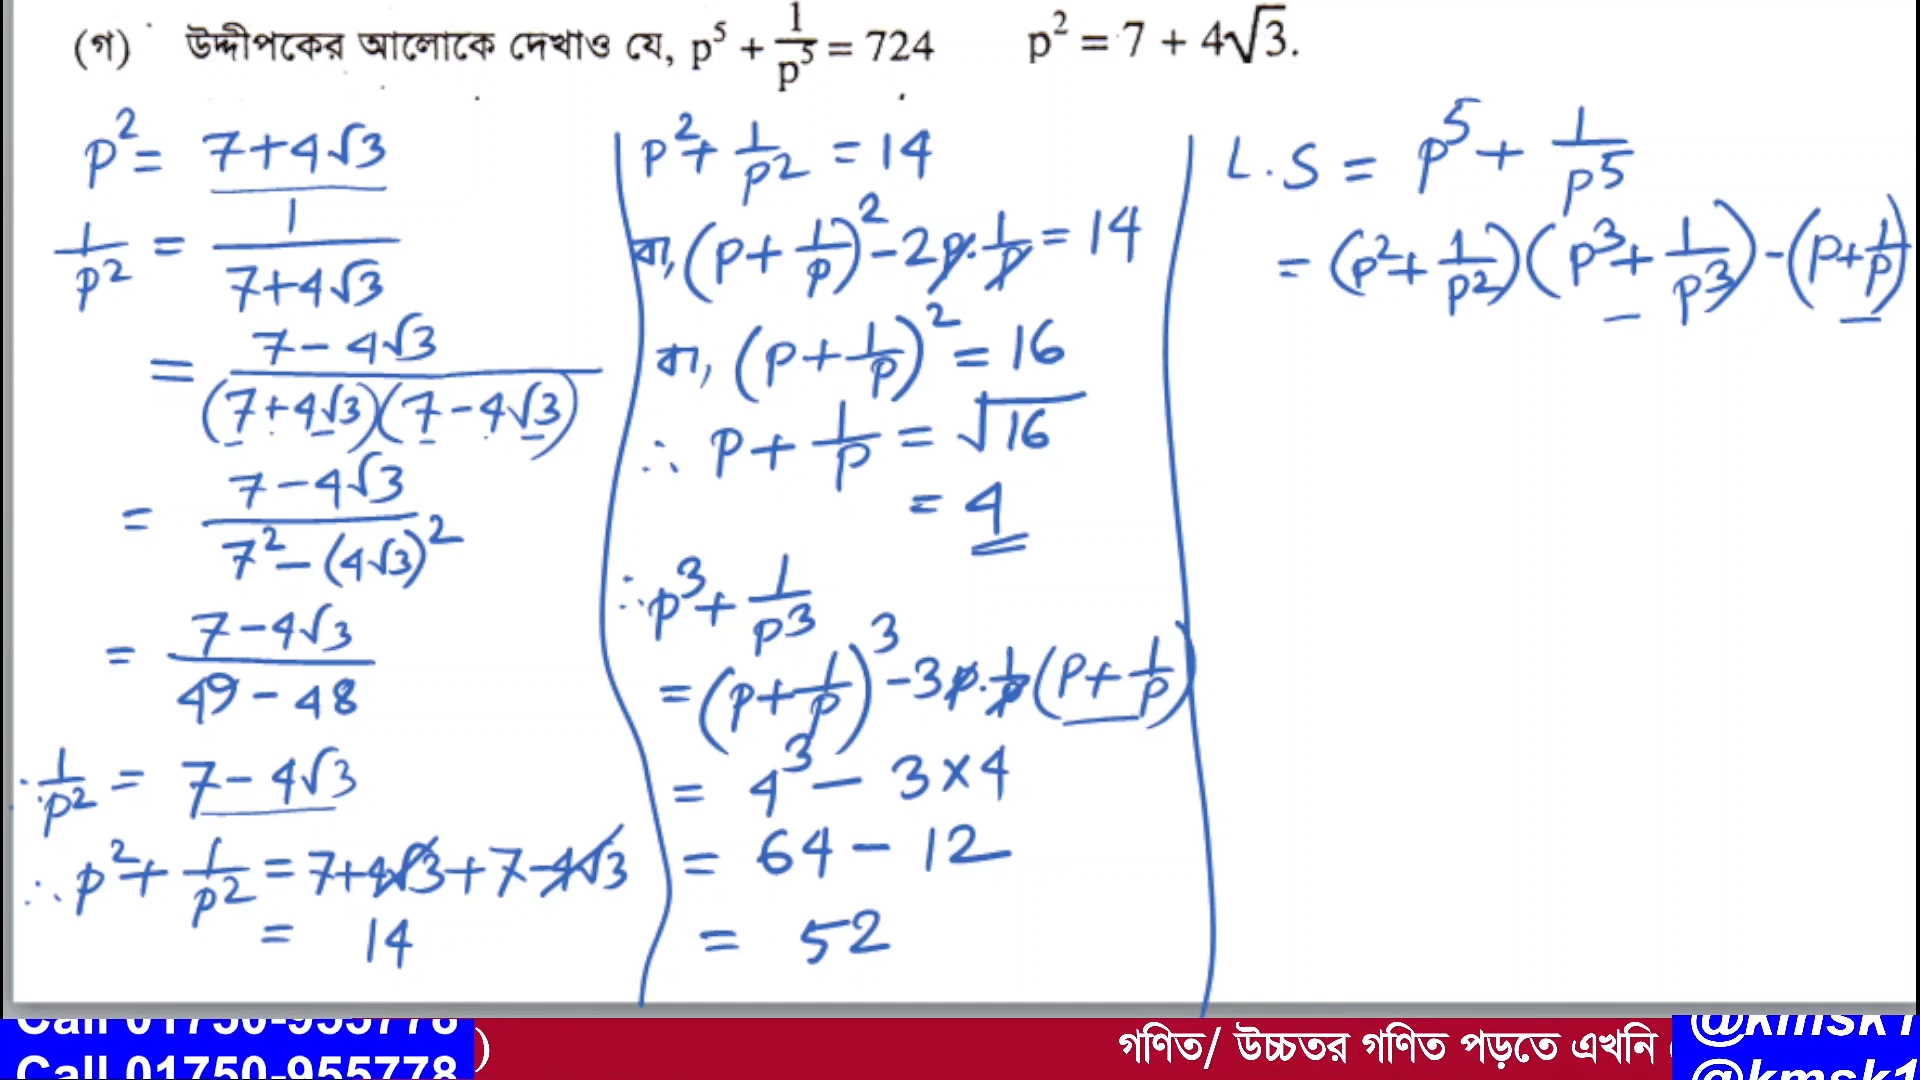 (গ) উদ্দীপকের আলোকে দেখাও যে, p⁵ + 1/p⁵ = 724 p² = 7 + 4√3.
p² = 7+4√3
1/p² = 1/(7+4√3)
= (7-4√3)/((7+4√3)(7-4√3))
= (7-4√3)/(7²-(4√3)²)
= (7-4√3)/(49-48)
∴ 1/p² = 7-4√3
∴ p²+1/p² = 7+4√3+7-4√3
= 14
p²+1/p² = 14
বা, (p+1/p)²-2p.1/p = 14
বা, (p+1/p)² = 16
∴ p+1/p = √16
= 4
∴ p³+1/p³
= (p+1/p)³-3p.1/p(p+1/p)
= 4³-3×4
= 64-12
= 52
L.S = p⁵+1/p⁵
= (p²+1/p²)(p³+1/p³)-(p+1/p)
Call 01750-955778
Call 01750-955778
)
গণিত/ উচ্চতর গণিত পড়তে এখনি
@kmsk1
@kmsk1